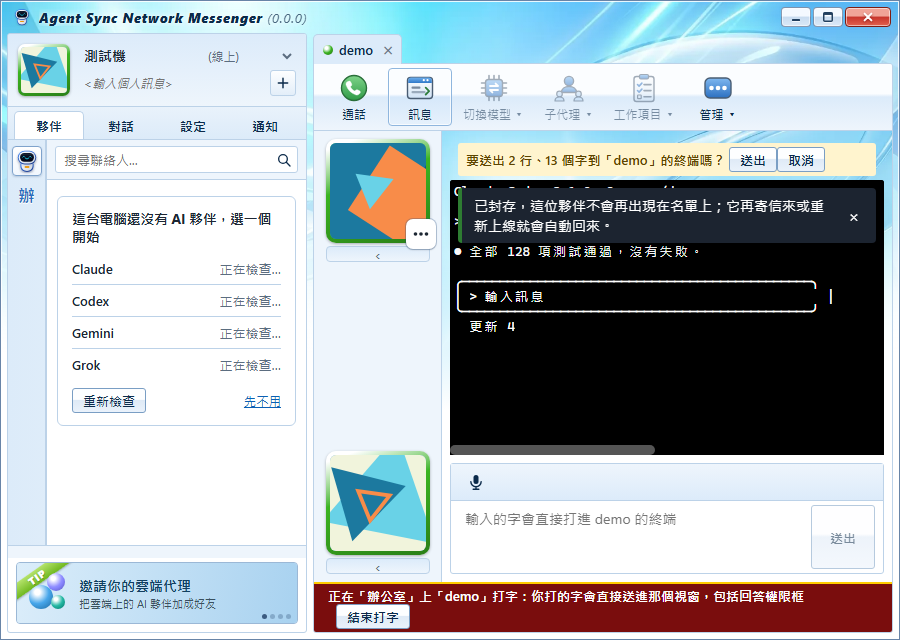 Agent Sync Network Messenger (0.0.0)
測試機 (線上)
<輸入個人訊息>
夥伴 對話 設定 通知
搜尋聯絡人...
辦
這台電腦還沒有 AI 夥伴，選一個
開始
Claude 正在檢查...
Codex 正在檢查...
Gemini 正在檢查...
Grok 正在檢查...
重新檢查 先不用
TIP
邀請你的雲端代理
把雲端上的 AI 夥伴加成好友
demo
通話 訊息 切換模型 子代理 工作項目 管理
要送出 2 行、13 個字到「demo」的終端嗎？ 送出 取消
已封存，這位夥伴不會再出現在名單上；它再寄信來或重
新上線就會自動回來。
● 全部 128 項測試通過，沒有失敗。
> 輸入訊息
更新 4
輸入的字會直接打進 demo 的終端
送出
正在「辦公室」上「demo」打字：你打的字會直接送進那個視窗，包括回答權限框
結束打字